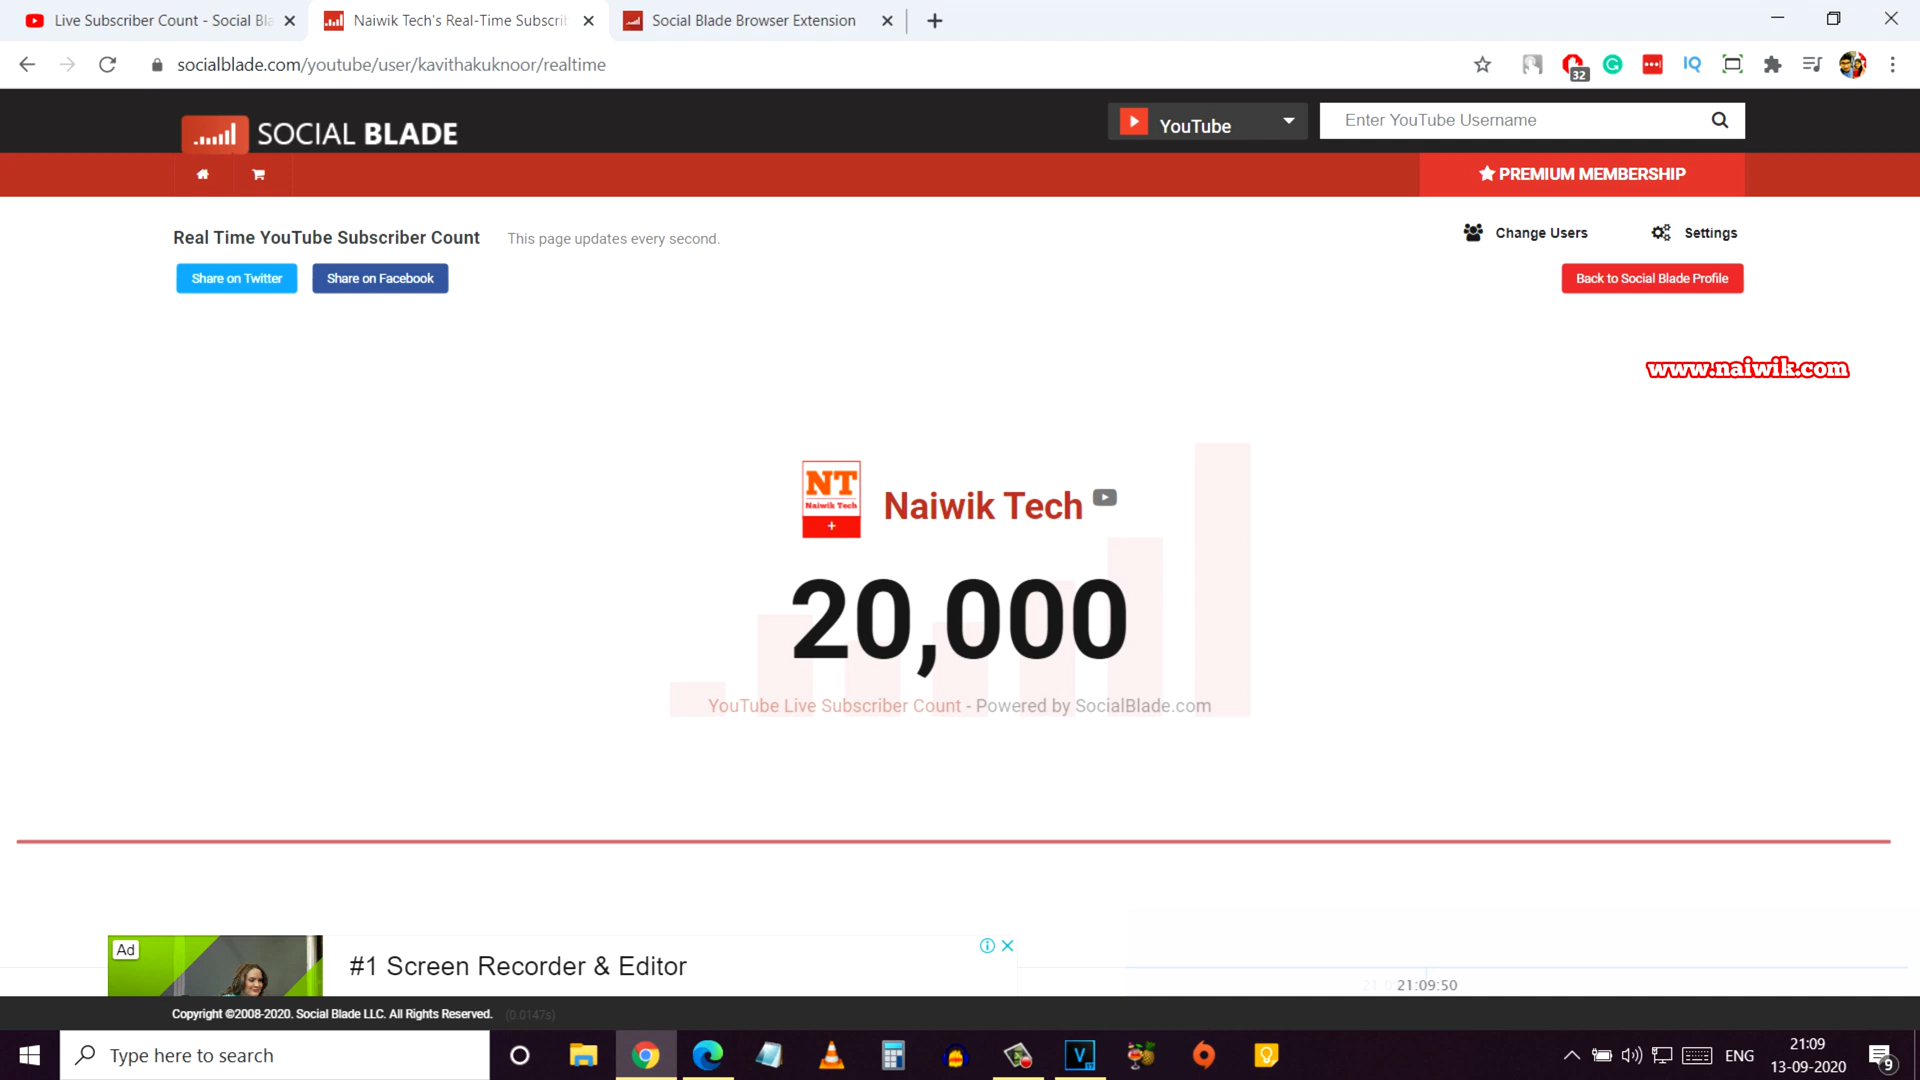 Live Subscriber Count - Social Bla
Naiwik Tech's Real-Time Subscrib
Social Blade Browser Extension
socialblade.com/youtube/user/kavithakuknoor/realtime
32
IQ
SOCIAL BLADE
YouTube
Enter YouTube Username
PREMIUM MEMBERSHIP
Real Time YouTube Subscriber Count
This page updates every second.
Change Users
Settings
Share on Twitter
Share on Facebook
Back to Social Blade Profile
www.naiwik.com
NT
Naiwik Tech
+
Naiwik Tech
20,000
YouTube Live Subscriber Count - Powered by SocialBlade.com
Ad
#1 Screen Recorder & Editor
21:09:50
Copyright ©2008-2020. Social Blade LLC. All Rights Reserved.
(0.0147s)
Type here to search
V
ENG
21:09
13-09-2020
9